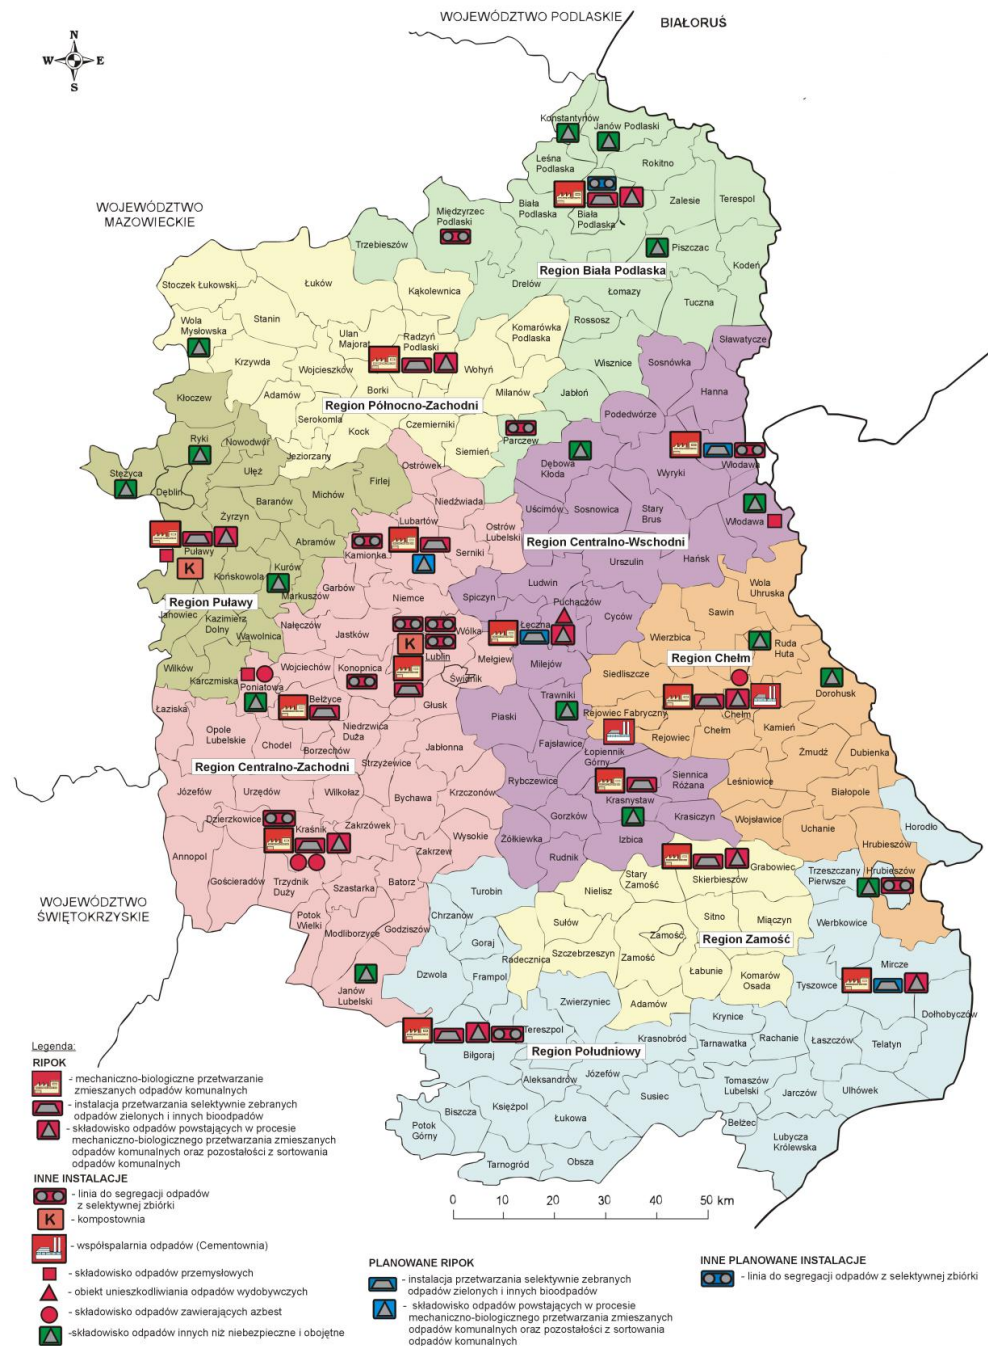 WOJEWÓDZTWO PODLASKIE
BIAŁORUŚ
N
W E
S
Konstantynów
Janów Podlaski
Leśna
Podlaska
Rokitno
WOJEWÓDZTWO
MAZOWIECKIE
Międzyrzec
Podlaski
Biała
Podlaska
Biała
Podlaska
Zalesie
Terespol
Trzebieszów
Piszczac
Region Biała Podlaska
Kodeń
Stoczek Łukowski
Łuków
Kąkolewnica
Drelów
Łomazy
Tuczna
Wola
Mysłowska
Stanin
Ulan
Majorat
Radzyń
Podlaski
Komarówka
Podlaska
Rossosz
Sławatycze
Krzywda
Wojcieszków
Wohyń
Wisznice
Sosnówka
Hanna
Kłoczew
Adamów
Borki
Milanów
Jabłoń
Region Północno-Zachodni
Podedwórze
Serokomla
Kock
Czemierniki
Ryki
Nowodwór
Jeziorzany
Siemień
Parczew
Stężyca
Ułęż
Ostrówek
Dębowa
Kłoda
Wyryki
Włodawa
Dęblin
Baranów
Michów
Firlej
Niedźwiada
Uścimów
Sosnowica
Stary
Brus
Żyrzyn
Abramów
Lubartów
Ostrów
Lubelski
Włodawa
Puławy
Kamionka
Serniki
Region Centralno-Wschodni
Hańsk
K
Końskowola
Kurów
Markuszów
Garbów
Urszulin
Wola
Uhruska
Region Puławy
Niemce
Spiczyn
Ludwin
Puchaczów
Cyców
Sawin
Janowiec
Kazimierz
Dolny
Wąwolnica
Nałęczów
Jastków
K
Wólka
Łęczna
Wierzbica
Ruda
Huta
Lublin
Mełgiew
Milejów
Region Chełm
Wilków
Karczmiska
Wojciechów
Konopnica
Świdnik
Siedliszcze
Dorohusk
Poniatowa
Bełżyce
Głusk
Trawniki
Rejowiec Fabryczny
Chełm
Łaziska
Niedrzwica
Duża
Piaski
Rejowiec
Chełm
Kamień
Opole
Lubelskie
Chodel
Borzechów
Jabłonna
Fajsławice
Łopiennik
Górny
Żmudź
Dubienka
Strzyżewice
Region Centralno-Zachodni
Rybczewice
Siennica
Różana
Leśniowice
Białopole
Józefów
Urzędów
Wilkołaz
Bychawa
Krzczonów
Krasnystaw
Gorzków
Kraśniczyn
Wojsławice
Dzierzkowice
Kraśnik
Zakrzówek
Izbica
Uchanie
Horodło
Wysokie
Żółkiewka
Hrubieszów
Annopol
Zakrzew
Rudnik
Grabowiec
Skierbieszów
Trzeszczany
Pierwsze
Hrubieszów
Gościeradów
Trzydnik
Duży
Szastarka
Batorz
Turobin
Stary
Zamość
Nielisz
WOJEWÓDZTWO
ŚWIĘTOKRZYSKIE
Potok
Wielki
Chrzanów
Sułów
Sitno
Miączyn
Werbkowice
Modliborzyce
Godziszów
Goraj
Zamość
Region Zamość
Radecznica
Szczebrzeszyn
Zamość
Mircze
Janów
Lubelski
Dzwola
Frampol
Łabunie
Komarów
Osada
Tyszowce
Zwierzyniec
Adamów
Dołhobyczów
Tereszpol
Krynice
Biłgoraj
Region Południowy
Krasnobród
Tarnawatka
Rachanie
Łaszczów
Telatyn
Aleksandrów
Józefów
Tomaszów
Lubelski
Jarczów
Ulhówek
Biszcza
Księżpol
Susiec
Potok
Górny
Łukowa
Bełżec
Lubycza
Królewska
Tarnogród
Obsza
0 10 20 30 40 50 km
Legenda:
RIPOK
- mechaniczno-biologiczne przetwarzanie
zmieszanych odpadów komunalnych
- instalacja przetwarzania selektywnie zebranych
odpadów zielonych i innych bioodpadów
- składowisko odpadów powstających w procesie
mechaniczno-biologicznego przetwarzania zmieszanych
odpadów komunalnych oraz pozostałości z sortowania
odpadów komunalnych
INNE INSTALACJE
- linia do segregacji odpadów
z selektywnej zbiórki
K - kompostownia
- współspalarnia odpadów (Cementownia)
- składowisko odpadów przemysłowych
- obiekt unieszkodliwiania odpadów wydobywczych
- składowisko odpadów zawierających azbest
-składowisko odpadów innych niż niebezpieczne i obojętne
PLANOWANE RIPOK
- instalacja przetwarzania selektywnie zebranych
odpadów zielonych i innych bioodpadów
- składowisko odpadów powstających w procesie
mechaniczno-biologicznego przetwarzania zmieszanych
odpadów komunalnych oraz pozostałości z sortowania
odpadów komunalnych
INNE PLANOWANE INSTALACJE
- linia do segregacji odpadów z selektywnej zbiórki